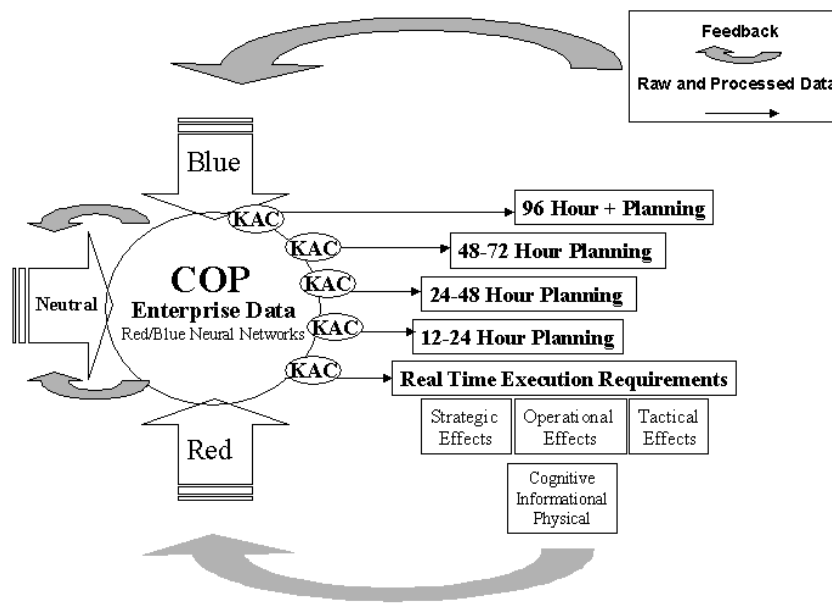 Feedback
Raw and Processed Data
Blue
KAC
96 Hour + Planning
KAC
48-72 Hour Planning
COP
KAC
24-48 Hour Planning
Neutral
Enterprise Data
Red/Blue Neural Networks
KAC
12-24 Hour Planning
KAC
Real Time Execution Requirements
Strategic
Effects
Operational
Effects
Tactical
Effects
Red
Cognitive
Informational
Physical